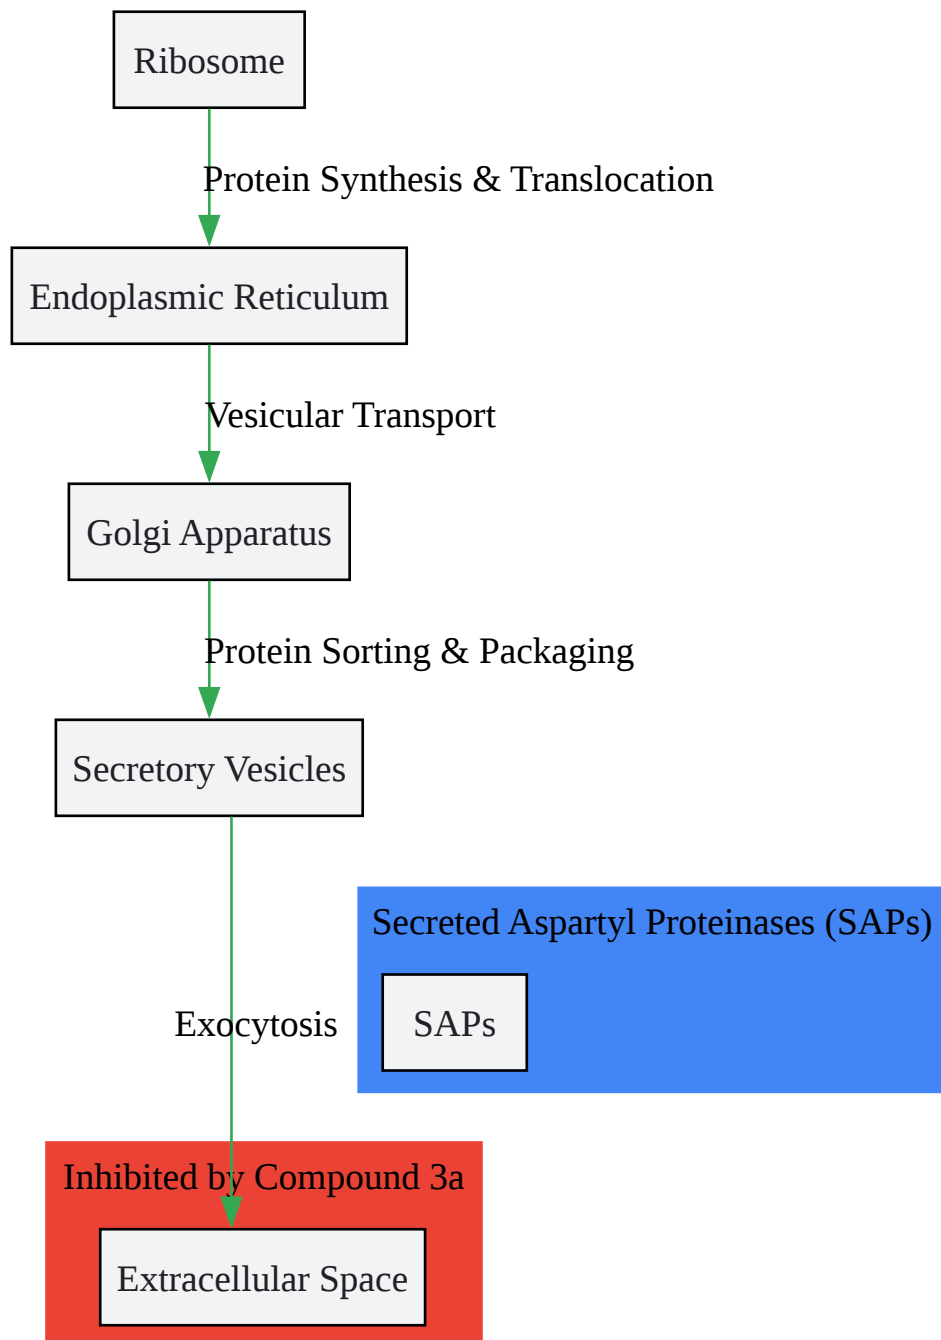 Ribosome
Protein Synthesis & Translocation
Endoplasmic Reticulum
Vesicular Transport
Golgi Apparatus
Protein Sorting & Packaging
Secretory Vesicles
Secreted Aspartyl Proteinases (SAPs)
Exocytosis
SAPs
Inhibited by Compound 3a
Extracellular Space